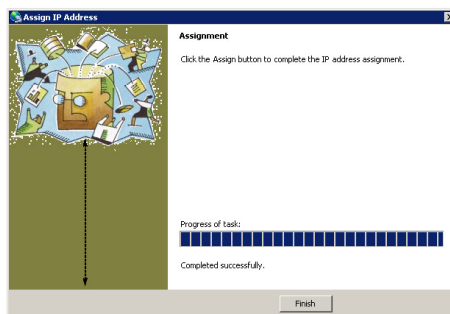 Assign IP Address
Assignment
Click the Assign button to complete the IP address assignment.
Progress of task:
Completed successfully.
Finish